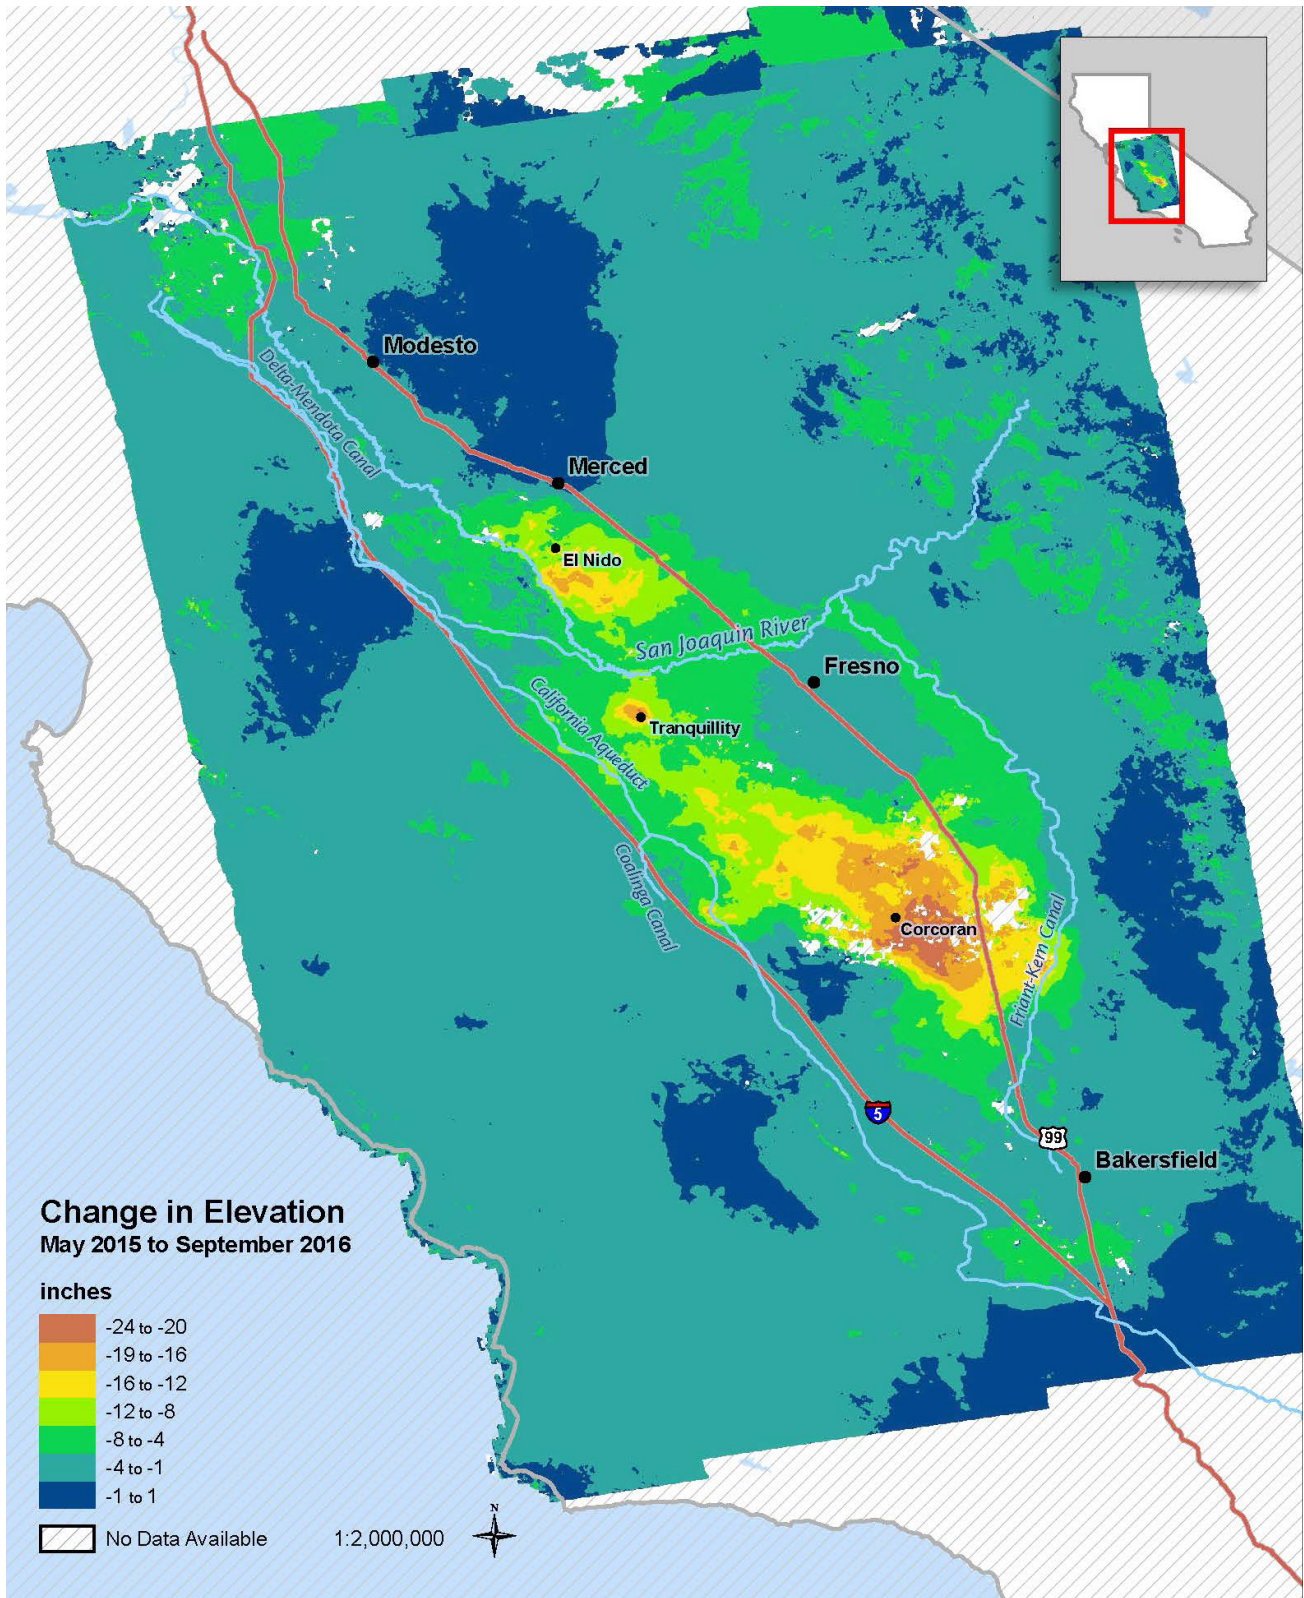 Modesto
Delta-Mendota Canal
Merced
El Nido
San Joaquin River
Fresno
California Aqueduct
Tranquillity
Coalinga Canal
Corcoran
Friant-Kern Canal
5
99
Bakersfield
Change in Elevation
May 2015 to September 2016
inches
-24 to -20
-19 to -16
-16 to -12
-12 to -8
-8 to -4
-4 to -1
-1 to 1
No Data Available
1:2,000,000
N